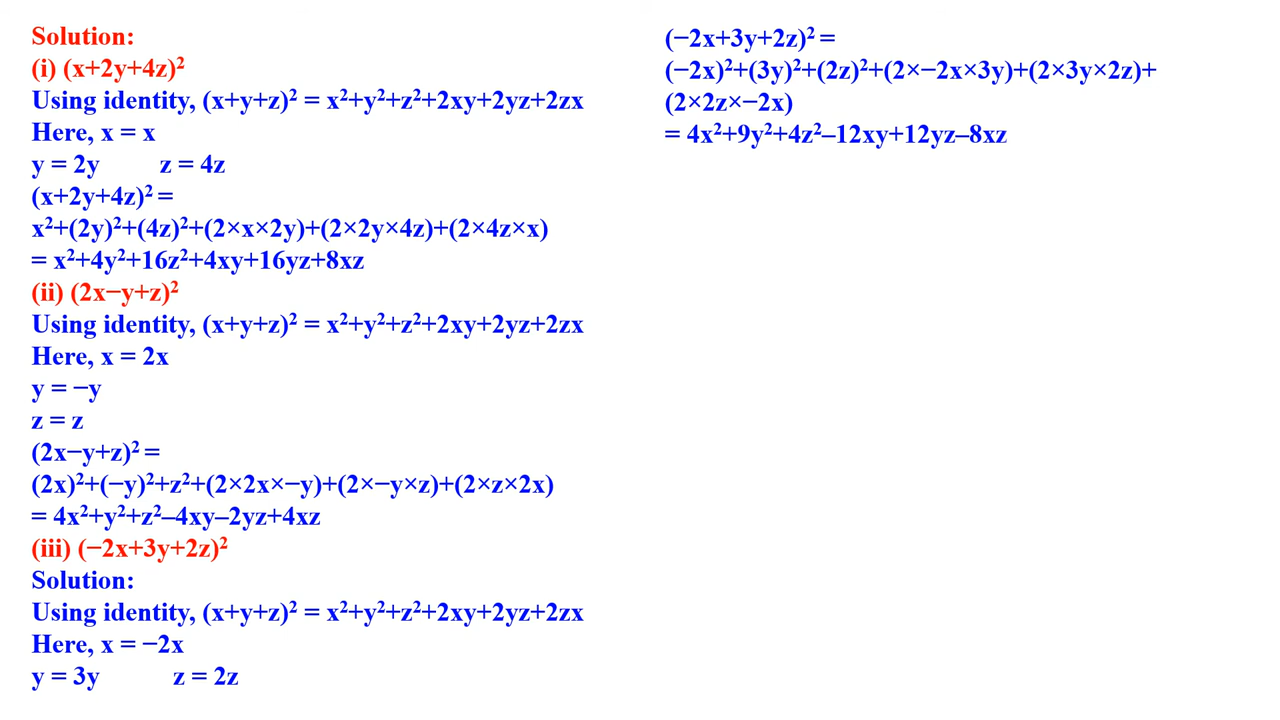 Solution:
(i) (x+2y+4z)²
Using identity, (x+y+z)² = x²+y²+z²+2xy+2yz+2zx
Here, x = x
y = 2y z = 4z
(x+2y+4z)² =
x²+(2y)²+(4z)²+(2×x×2y)+(2×2y×4z)+(2×4z×x)
= x²+4y²+16z²+4xy+16yz+8xz
(ii) (2x−y+z)²
Using identity, (x+y+z)² = x²+y²+z²+2xy+2yz+2zx
Here, x = 2x
y = −y
z = z
(2x−y+z)² =
(2x)²+(−y)²+z²+(2×2x×−y)+(2×−y×z)+(2×z×2x)
= 4x²+y²+z²–4xy–2yz+4xz
(iii) (−2x+3y+2z)²
Solution:
Using identity, (x+y+z)² = x²+y²+z²+2xy+2yz+2zx
Here, x = −2x
y = 3y z = 2z
(−2x+3y+2z)² =
(−2x)²+(3y)²+(2z)²+(2×−2x×3y)+(2×3y×2z)+
(2×2z×−2x)
= 4x²+9y²+4z²–12xy+12yz–8xz